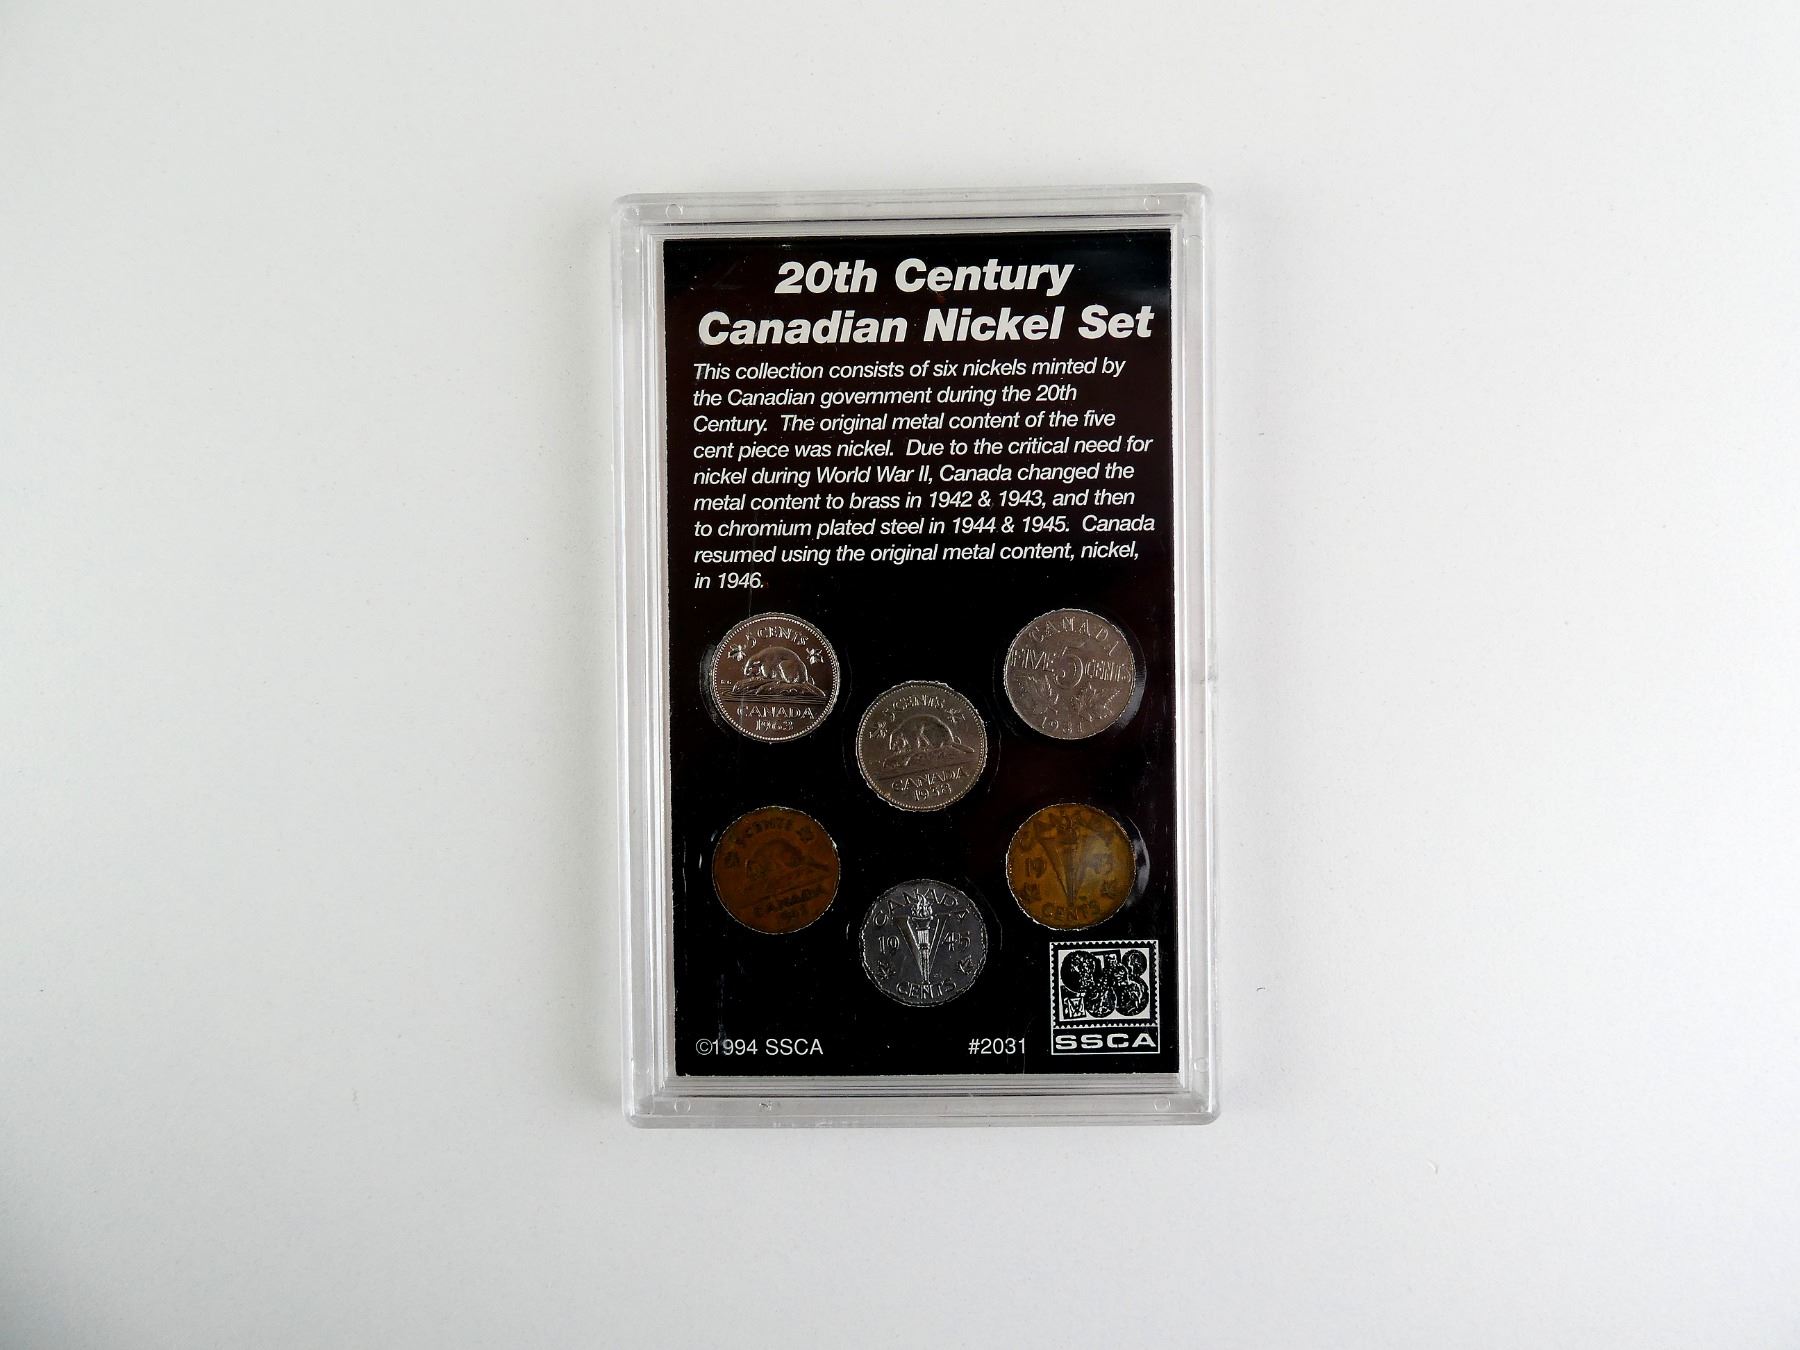 20th Century
Canadian Nickel Set
This collection consists of six nickels minted by
the Canadian government during the 20th
Century. The original metal content of the five
cent piece was nickel. Due to the critical need for
nickel during World War II, Canada changed the
metal content to brass in 1942 & 1943, and then
to chromium plated steel in 1944 & 1945. Canada
resumed using the original metal content, nickel,
in 1946.
5 CENTS
CANADA
1963
CANADA
FIVE 5 CENTS
5 CENTS
CANADA
5 CENTS
CANADA
CANADA
19 43
CENTS
CANADA
19 45
CENTS
©1994 SSCA
#2031
SSCA